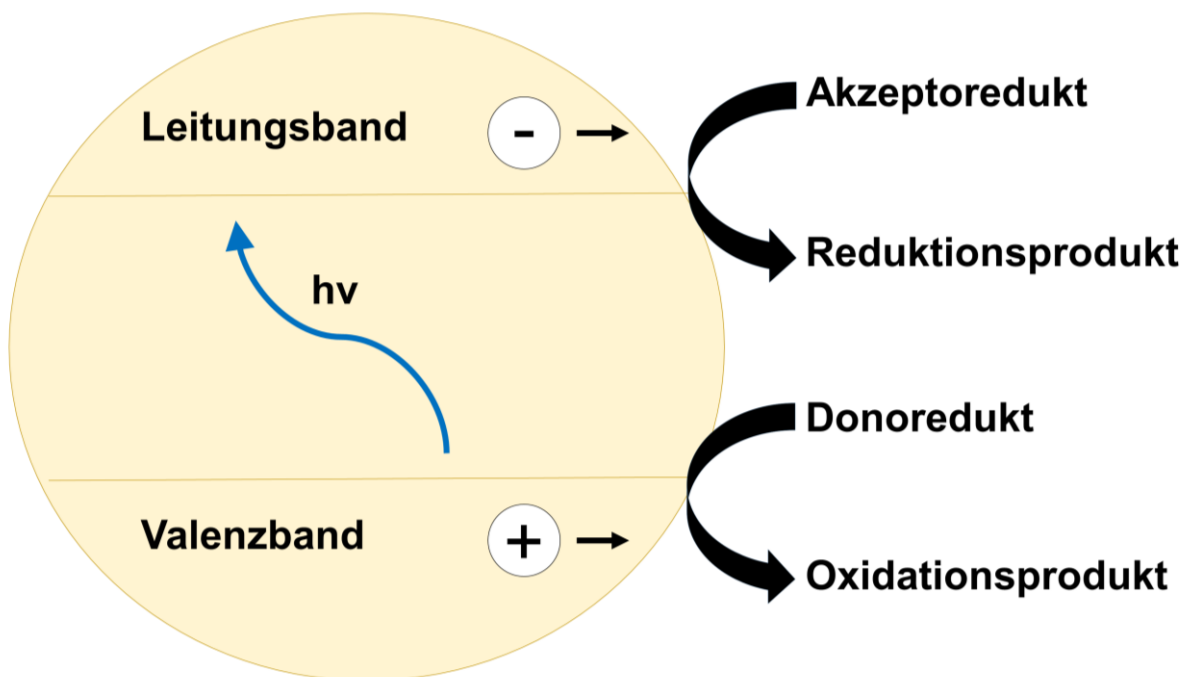 Leitungsband
-
Akzeptoredukt
Reduktionsprodukt
hv
Donoredukt
Valenzband
+
Oxidationsprodukt